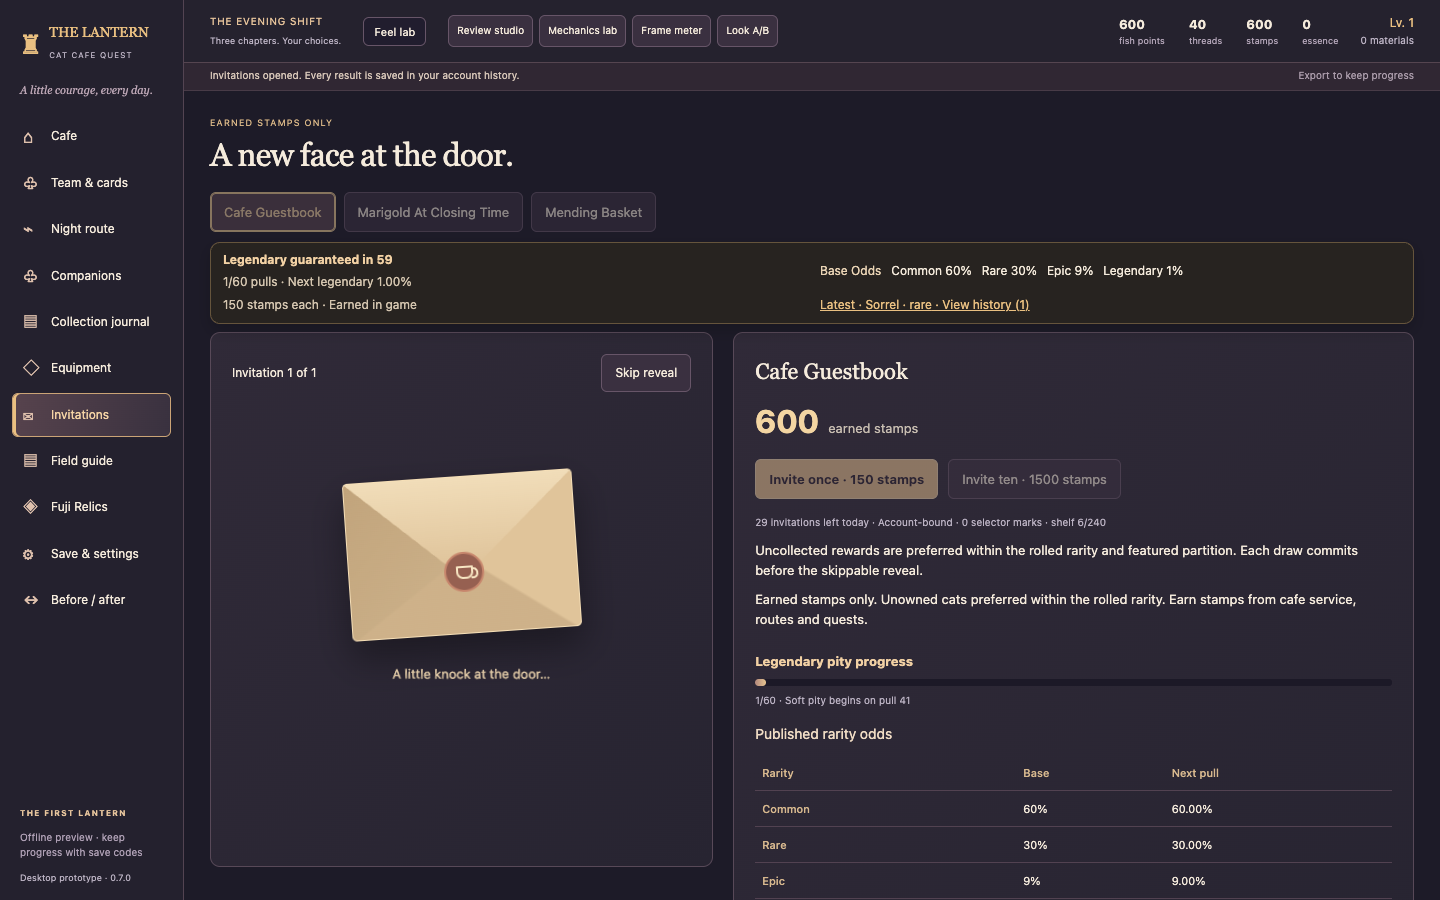 THE LANTERN
CAT CAFE QUEST
A little courage, every day.
Cafe
Team & cards
Night route
Companions
Collection journal
Equipment
Invitations
Field guide
Fuji Relics
Save & settings
Before / after
THE FIRST LANTERN
Offline preview · keep
progress with save codes
Desktop prototype · 0.7.0
THE EVENING SHIFT
Three chapters. Your choices.
Feel lab
Review studio
Mechanics lab
Frame meter
Look A/B
600 fish points
40 threads
600 stamps
0 essence
Lv. 1
0 materials
Invitations opened. Every result is saved in your account history.
Export to keep progress
EARNED STAMPS ONLY
A new face at the door.
Cafe Guestbook
Marigold At Closing Time
Mending Basket
Legendary guaranteed in 59
1/60 pulls · Next legendary 1.00%
150 stamps each · Earned in game
Base Odds Common 60% Rare 30% Epic 9% Legendary 1%
Latest · Sorrel · rare · View history (1)
Invitation 1 of 1
Skip reveal
A little knock at the door...
Cafe Guestbook
600 earned stamps
Invite once · 150 stamps
Invite ten · 1500 stamps
29 invitations left today · Account-bound · 0 selector marks · shelf 6/240
Uncollected rewards are preferred within the rolled rarity and featured partition. Each draw commits
before the skippable reveal.
Earned stamps only. Unowned cats preferred within the rolled rarity. Earn stamps from cafe service,
routes and quests.
Legendary pity progress
1/60 · Soft pity begins on pull 41
Published rarity odds
Rarity Base Next pull
Common 60% 60.00%
Rare 30% 30.00%
Epic 9% 9.00%